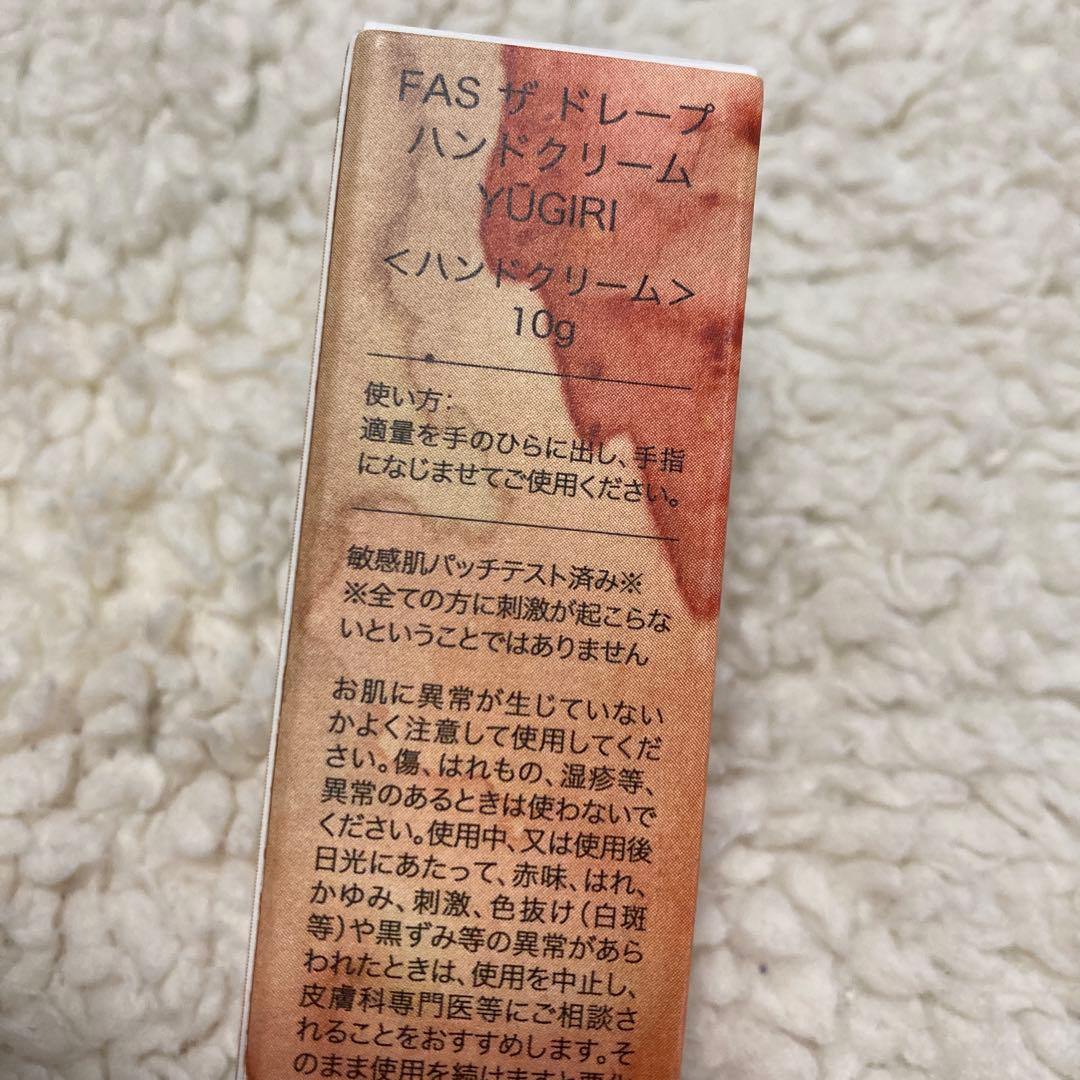 FAS ザ ドレープ
ハンドクリーム
YŪGIRI
<ハンドクリーム>
10g
使い方:
適量を手のひらに出し、手指
になじませてご使用ください。
敏感肌パッチテスト済み※
※全ての方に刺激が起こらな
いということではありません
お肌に異常が生じていない
かよく注意して使用してくだ
さい。傷、はれもの、湿疹等、
異常のあるときは使わないで
ください。使用中、又は使用後
日光にあたって、赤味、はれ、
かゆみ、刺激、色抜け(白斑
等)や黒ずみ等の異常があら
われたときは、使用を中止し、
皮膚科専門医等にご相談さ
れることをおすすめします。そ
のまま使用を続けますと